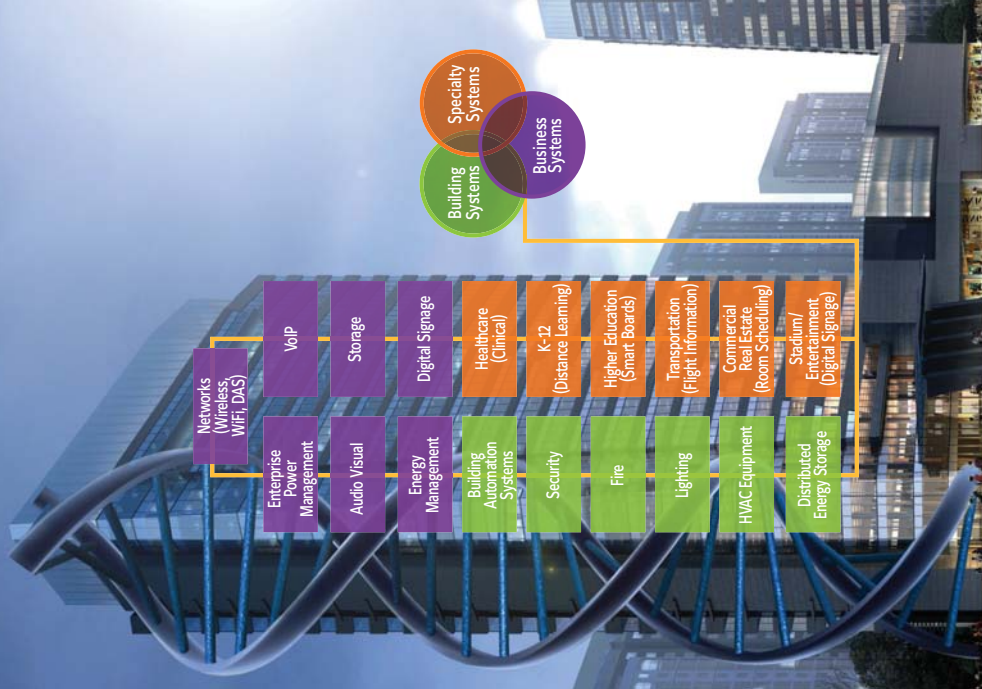 Networks
(Wireless,
WiFi, DAS)
Enterprise
Power
Management
VoIP
Audio Visual
Storage
Energy
Management
Digital Signage
Building
Automation
Systems
Healthcare
(Clinical)
Security
K-12
(Distance Learning)
Fire
Higher Education
(Smart Boards)
Lighting
Transportation
(Flight Information)
HVAC Equipment
Commercial
Real Estate
(Room Scheduling)
Distributed
Energy Storage
Stadium/
Entertainment
(Digital Signage)
Building
Systems
Specialty
Systems
Business
Systems